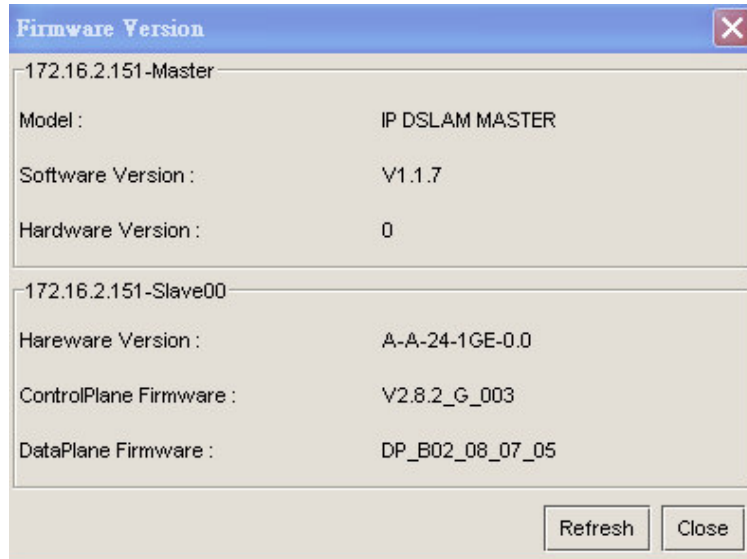 Firmware Version
172.16.2.151-Master
Model : IP DSLAM MASTER
Software Version : V1.1.7
Hardware Version : 0
172.16.2.151-Slave00
Hareware Version : A-A-24-1GE-0.0
ControlPlane Firmware : V2.8.2_G_003
DataPlane Firmware : DP_B02_08_07_05
Refresh Close